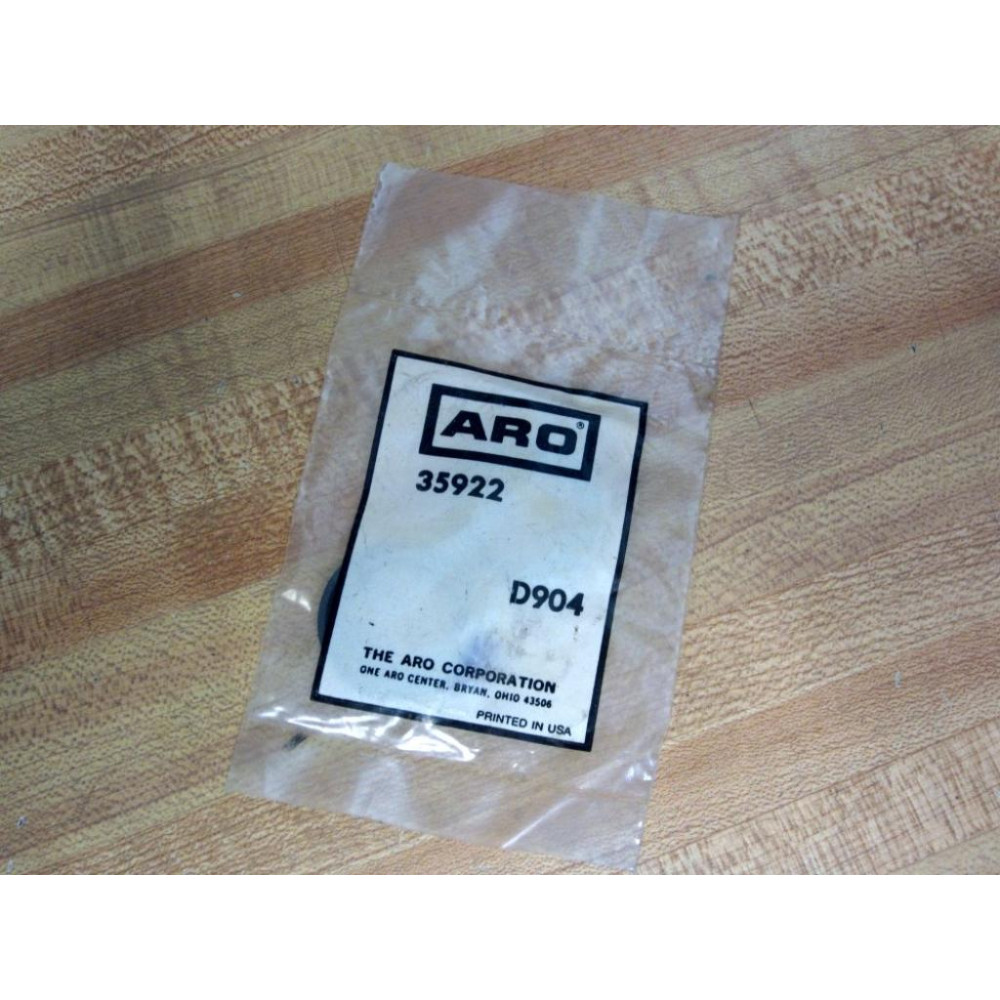 ARO®
35922
D904
THE ARO CORPORATION
ONE ARO CENTER, BRYAN, OHIO 43506
PRINTED IN USA